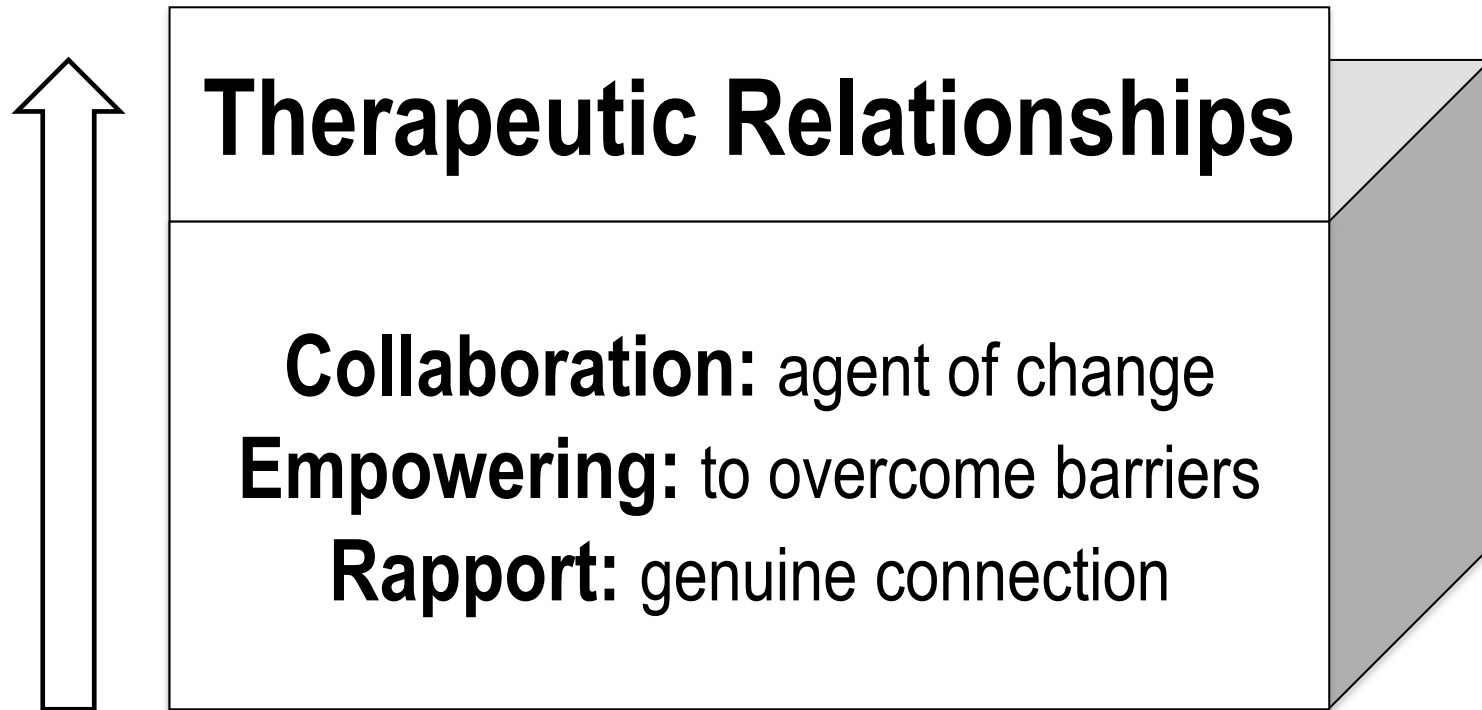 Therapeutic Relationships
Collaboration: agent of change
Empowering: to overcome barriers
Rapport: genuine connection